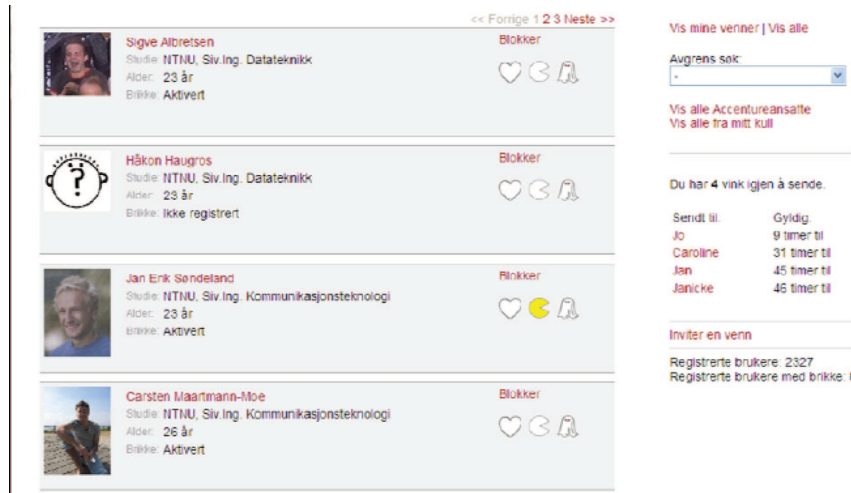 << Forrige 1 2 3 Neste >>
Sigve Albretsen
Blokker
Studie: NTNU, Siv.Ing. Datateknikk
Alder: 23 år
Brikke: Aktivert
Håkon Haugros
Blokker
Studie: NTNU, Siv.Ing. Datateknikk
Alder: 23 år
Brikke: Ikke registrert
?
Jan Erik Søndeland
Blokker
Studie: NTNU, Siv.Ing. Kommunikasjonsteknologi
Alder: 23 år
Brikke: Aktivert
Carsten Maartmann-Moe
Blokker
Studie: NTNU, Siv.Ing. Kommunikasjonsteknologi
Alder: 26 år
Brikke: Aktivert
Vis mine venner | Vis alle
Avgrens søk:
-
Vis alle Accentureansatte
Vis alle fra mitt kull
Du har 4 vink igjen å sende.
Sendt til: Gyldig:
Jo 9 timer til
Caroline 31 timer til
Jan 45 timer til
Janicke 46 timer til
Inviter en venn
Registrerte brukere: 2327
Registrerte brukere med brikke: